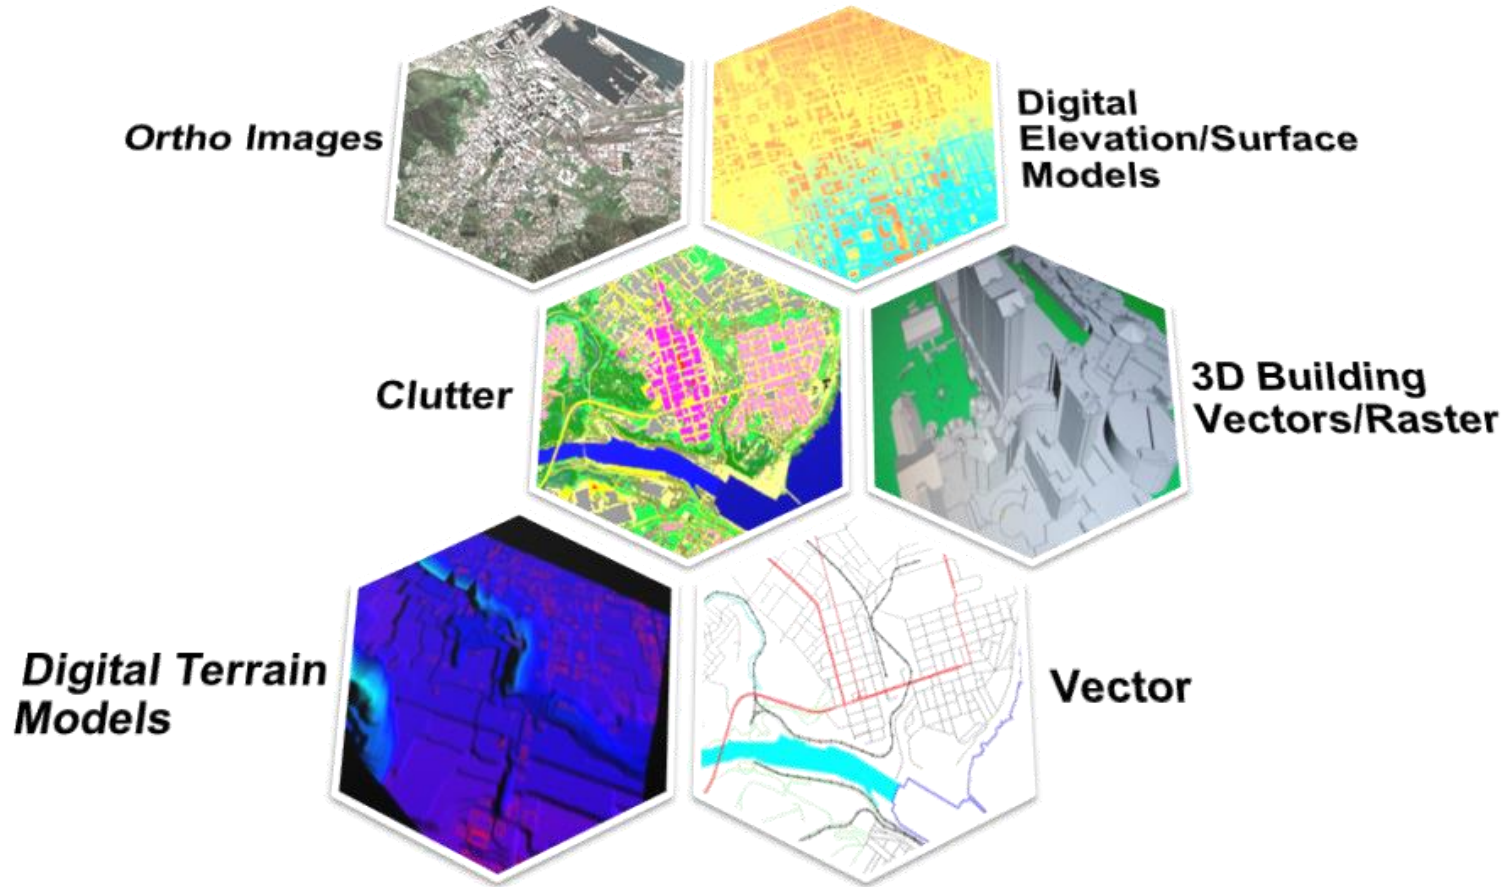 Ortho Images
Digital
Elevation/Surface
Models
Clutter
3D Building
Vectors/Raster
Digital Terrain
Models
Vector